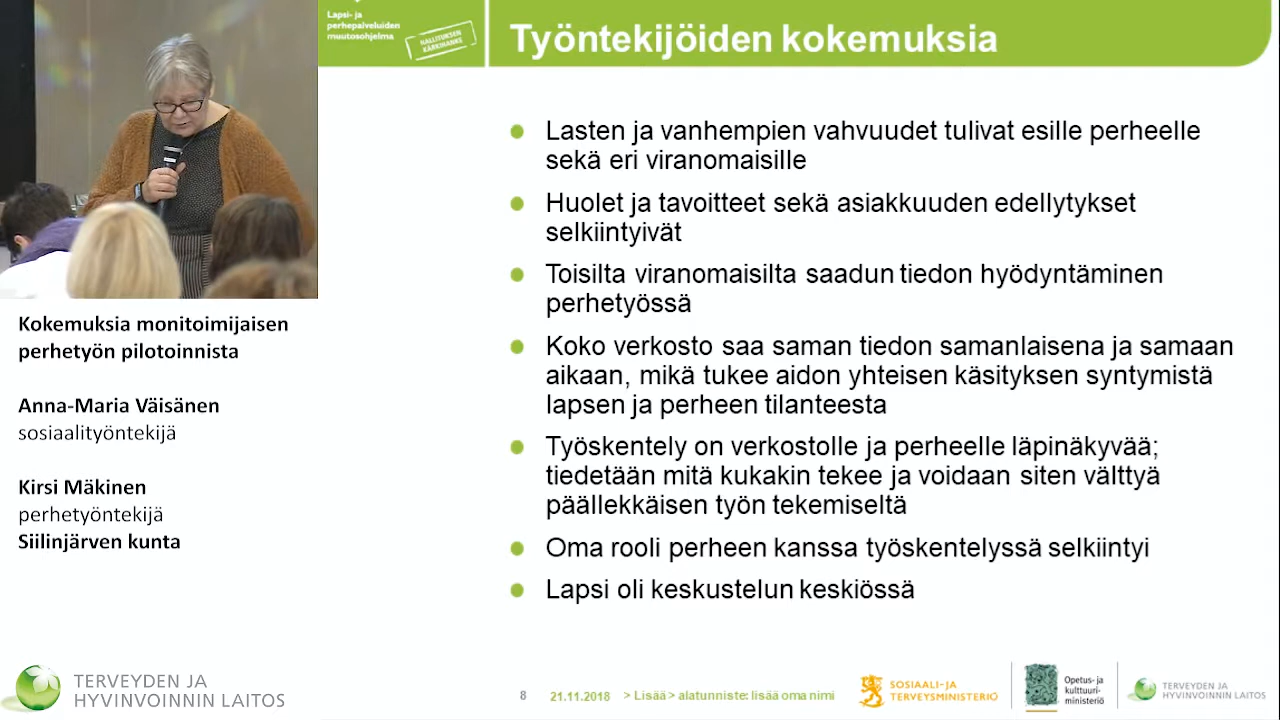 Lapsi- ja
perhepalveluiden
muutosohjelma
HALLITUKSEN
KÄRKIHANKE
Työntekijöiden kokemuksia
Lasten ja vanhempien vahvuudet tulivat esille perheelle
sekä eri viranomaisille
Huolet ja tavoitteet sekä asiakkuuden edellytykset
selkiintyivät
Toisilta viranomaisilta saadun tiedon hyödyntäminen
perhetyössä
Koko verkosto saa saman tiedon samanlaisena ja samaan
aikaan, mikä tukee aidon yhteisen käsityksen syntymistä
lapsen ja perheen tilanteesta
Työskentely on verkostolle ja perheelle läpinäkyvää;
tiedetään mitä kukakin tekee ja voidaan siten välttyä
päällekkäisen työn tekemiseltä
Oma rooli perheen kanssa työskentelyssä selkiintyi
Lapsi oli keskustelun keskiössä
Kokemuksia monitoimijaisen
perhetyön pilotoinnista
Anna-Maria Väisänen
sosiaalityöntekijä
Kirsi Mäkinen
perhetyöntekijä
Siilinjärven kunta
TERVEYDEN JA
HYVINVOINNIN LAITOS
8
21.11.2018
> Lisää > alatunniste: lisää oma nimi
SOSIAALI- JA
TERVEYSMINISTERIÖ
Opetus- ja
kulttuuri-
ministeriö
TERVEYDEN JA
HYVINVOINNIN LAITOS